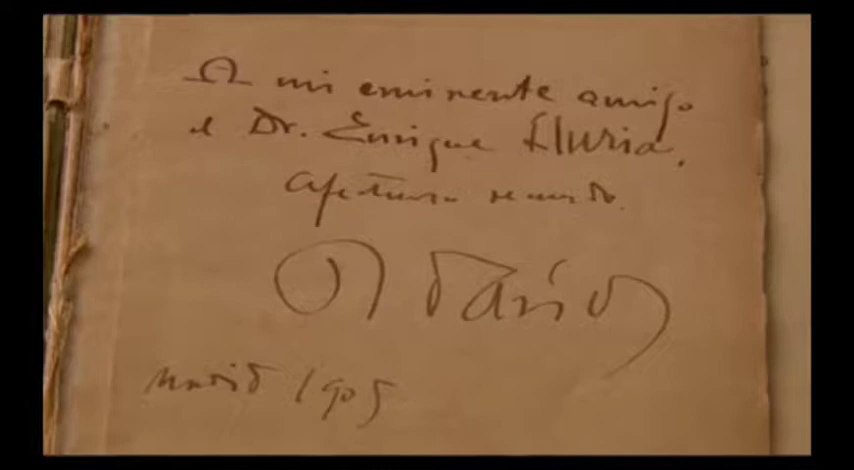 A mi eminente amigo
el Dr. Enrique Lluria.
Afectuoso recuerdo.
R Darío
Madrid 1905